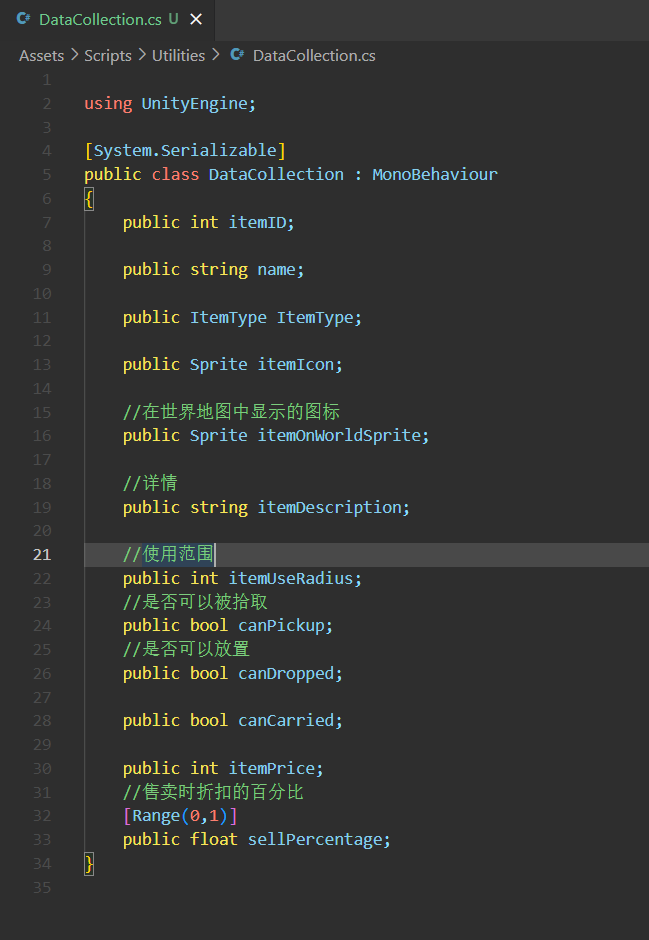 C# DataCollection.cs U ×
Assets > Scripts > Utilities > C# DataCollection.cs
1
2 using UnityEngine;
3
4 [System.Serializable]
5 public class DataCollection : MonoBehaviour
6 {
7 public int itemID;
8
9 public string name;
10
11 public ItemType ItemType;
12
13 public Sprite itemIcon;
14
15 //在世界地图中显示的图标
16 public Sprite itemOnWorldSprite;
17
18 //详情
19 public string itemDescription;
20
21 //使用范围
22 public int itemUseRadius;
23 //是否可以被拾取
24 public bool canPickup;
25 //是否可以放置
26 public bool canDropped;
27
28 public bool canCarried;
29
30 public int itemPrice;
31 //售卖时折扣的百分比
32 [Range(0,1)]
33 public float sellPercentage;
34 }
35